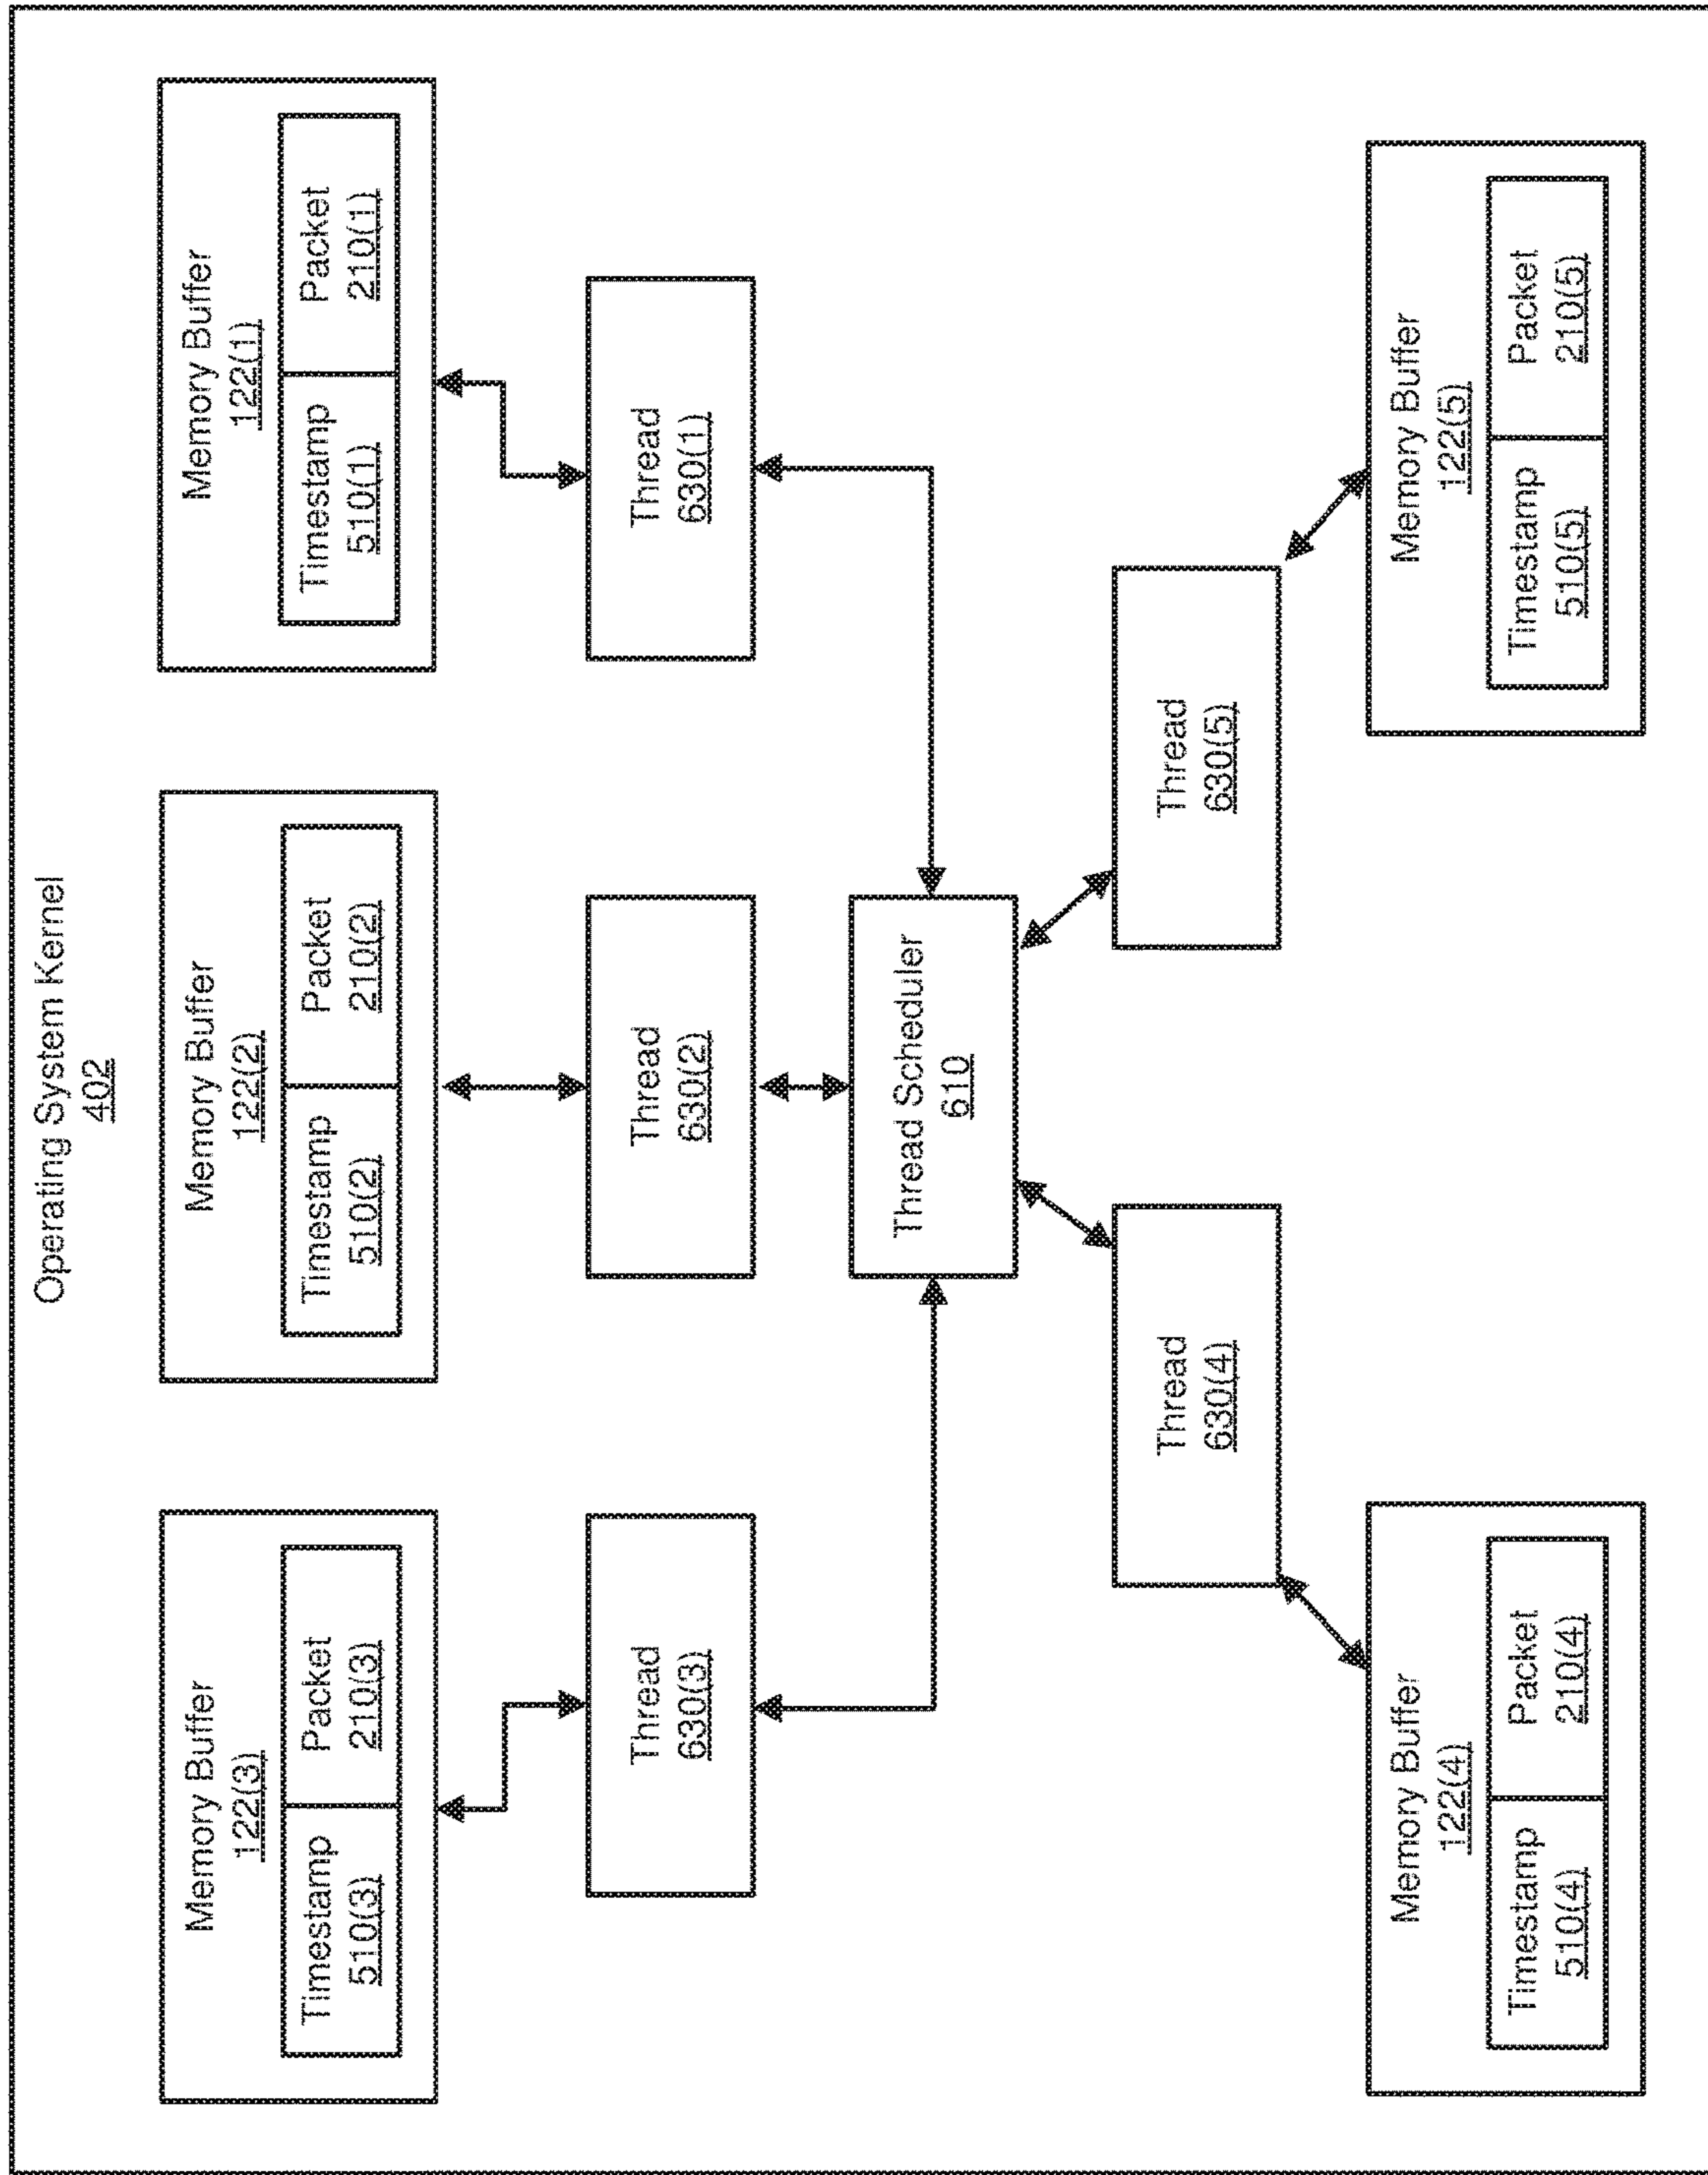 Operating System Kernel
402
Memory Buffer
122(3)
Timestamp
510(3)
Packet
210(3)
Memory Buffer
122(2)
Timestamp
510(2)
Packet
210(2)
Memory Buffer
122(1)
Timestamp
510(1)
Packet
210(1)
Thread
630(3)
Thread
630(2)
Thread
630(1)
Thread Scheduler
610
Thread
630(4)
Thread
630(5)
Memory Buffer
122(4)
Timestamp
510(4)
Packet
210(4)
Memory Buffer
122(5)
Timestamp
510(5)
Packet
210(5)